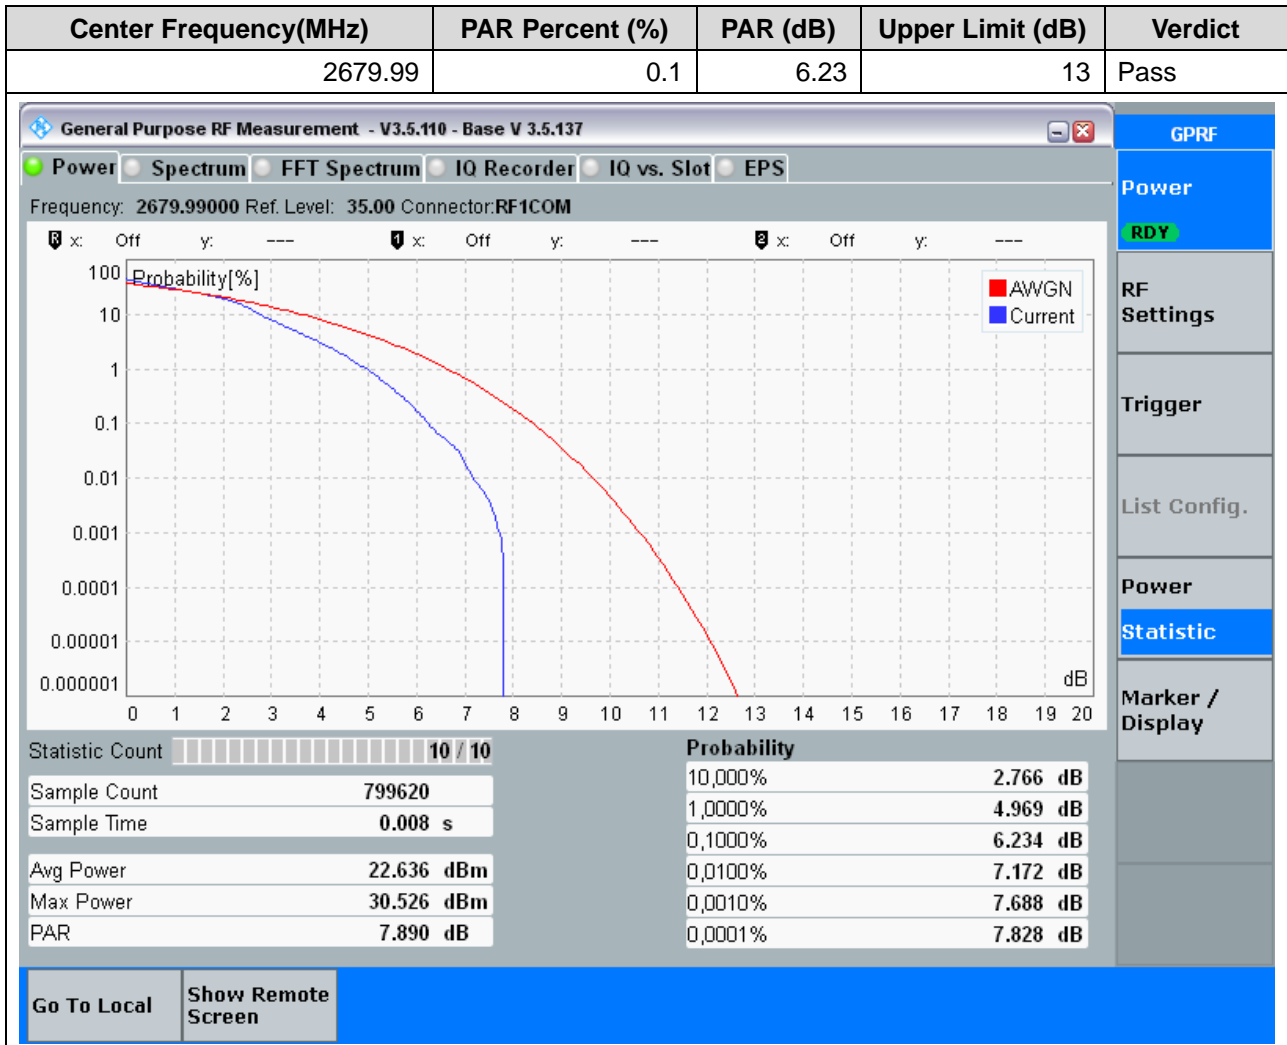 Center Frequency(MHz) PAR Percent (%) PAR (dB) Upper Limit (dB) Verdict
2679.99 0.1 6.23 13 Pass
General Purpose RF Measurement - V3.5.110 - Base V 3.5.137
GPRF
Power Spectrum FFT Spectrum IQ Recorder IQ vs. Slot EPS
Frequency: 2679.99000 Ref. Level: 35.00 Connector:RF1COM
R x: Off y: --- 1 x: Off y: --- 2 x: Off y: ---
Probability[%]
AWGN
Current
100
10
1
0.1
0.01
0.001
0.0001
0.00001
0.000001
dB
0 1 2 3 4 5 6 7 8 9 10 11 12 13 14 15 16 17 18 19 20
Statistic Count 10 / 10
Sample Count 799620
Sample Time 0.008 s
Avg Power 22.636 dBm
Max Power 30.526 dBm
PAR 7.890 dB
Probability
10,000% 2.766 dB
1,0000% 4.969 dB
0,1000% 6.234 dB
0,0100% 7.172 dB
0,0010% 7.688 dB
0,0001% 7.828 dB
Power
RDY
RF
Settings
Trigger
List Config.
Power
Statistic
Marker /
Display
Go To Local
Show Remote
Screen